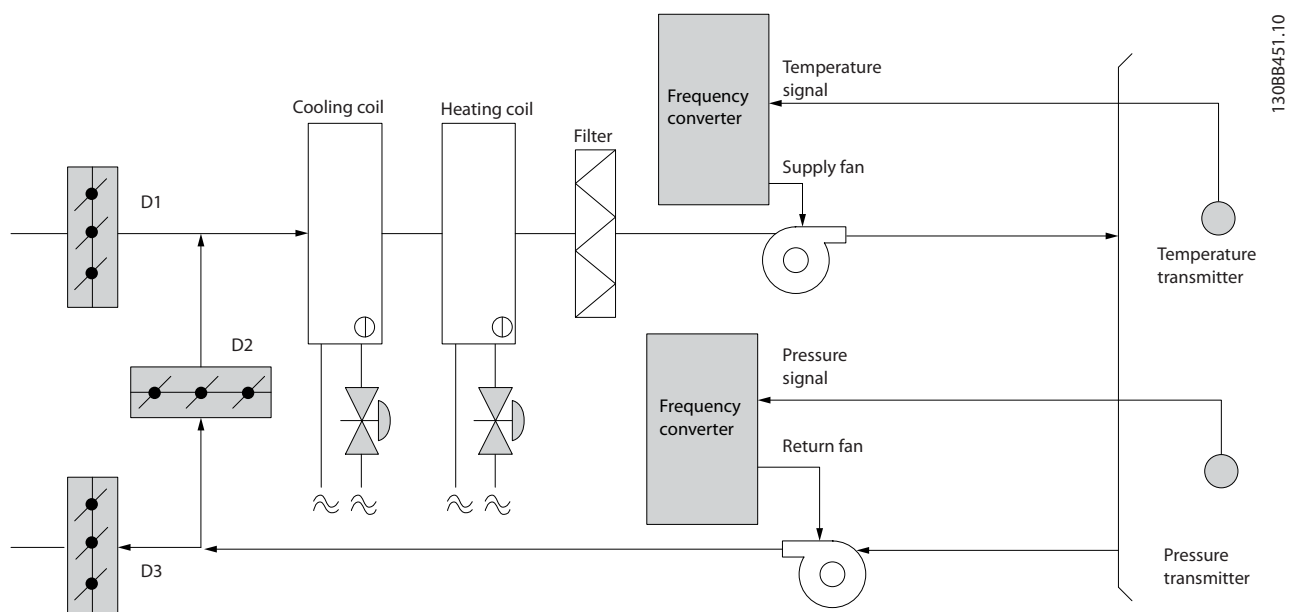 130BB451.10
Temperature
signal
Frequency
converter
Cooling coil
Heating coil
Filter
Supply fan
D1
Temperature
transmitter
D2
Pressure
signal
Frequency
converter
Return fan
D3
Pressure
transmitter